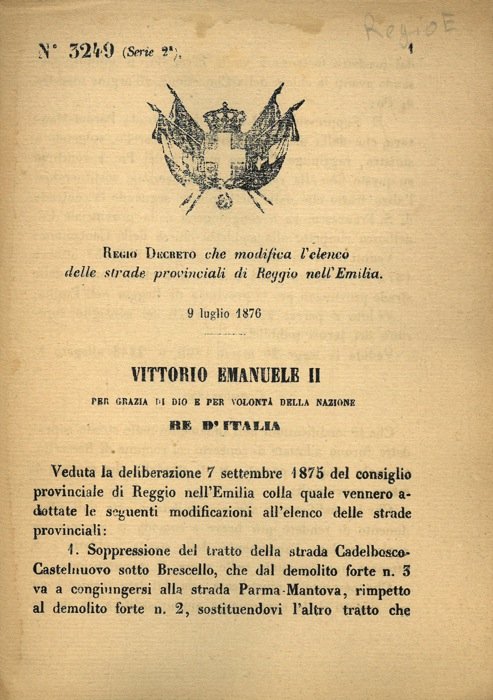 Regio E
N° 3249 (Serie 2ª).
1
REGIO DECRETO che modifica l'elenco
delle strade provinciali di Reggio nell'Emilia.
9 luglio 1876
VITTORIO EMANUELE II
PER GRAZIA DI DIO E PER VOLONTÀ DELLA NAZIONE
RE D'ITALIA
Veduta la deliberazione 7 settembre 1875 del consiglio
provinciale di Reggio nell'Emilia colla quale vennero a-
dottate le seguenti modificazioni all'elenco delle strade
provinciali:
1. Soppressione del tratto della strada Cadelbosco-
Castelnuovo sotto Brescello, che dal demolito forte n. 3
va a congiungersi alla strada Parma-Mantova, rimpetto
al demolito forte n. 2, sostituendovi l'altro tratto che